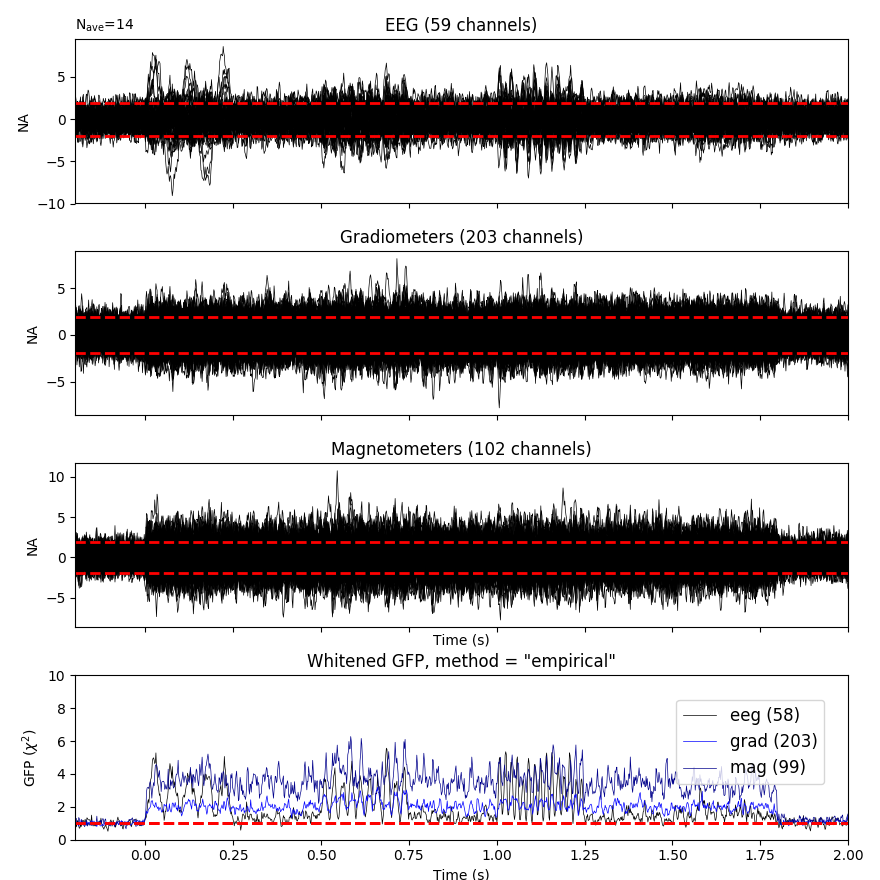 N_ave=14
EEG (59 channels)
5
0
−5
−10
NA
Gradiometers (203 channels)
5
0
−5
NA
Magnetometers (102 channels)
10
5
0
−5
NA
Time (s)
Whitened GFP, method = "empirical"
10
8
6
4
2
0
GFP (χ²)
eeg (58)
grad (203)
mag (99)
0.00 0.25 0.50 0.75 1.00 1.25 1.50 1.75 2.00
Time (s)